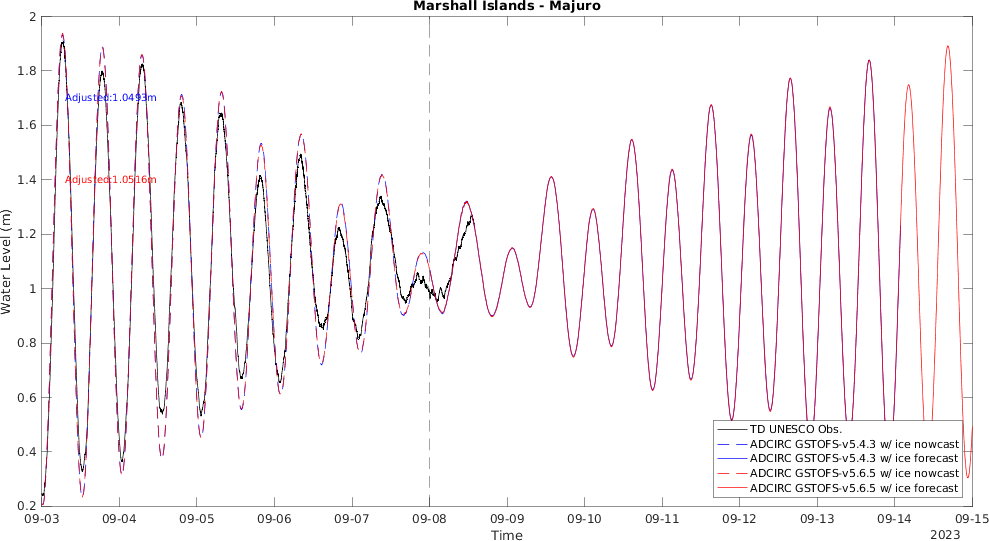 Marshall Islands - Majuro
2
1.8
Adjusted:1.0493m
1.6
1.4
Adjusted:1.0516m
Water Level (m)
1.2
1
0.8
0.6
0.4
0.2
TD UNESCO Obs.
ADCIRC GSTOFS-v5.4.3 w/ ice nowcast
ADCIRC GSTOFS-v5.4.3 w/ ice forecast
ADCIRC GSTOFS-v5.6.5 w/ ice nowcast
ADCIRC GSTOFS-v5.6.5 w/ ice forecast
09-03 09-04 09-05 09-06 09-07 09-08 09-09 09-10 09-11 09-12 09-13 09-14 09-15
Time
2023